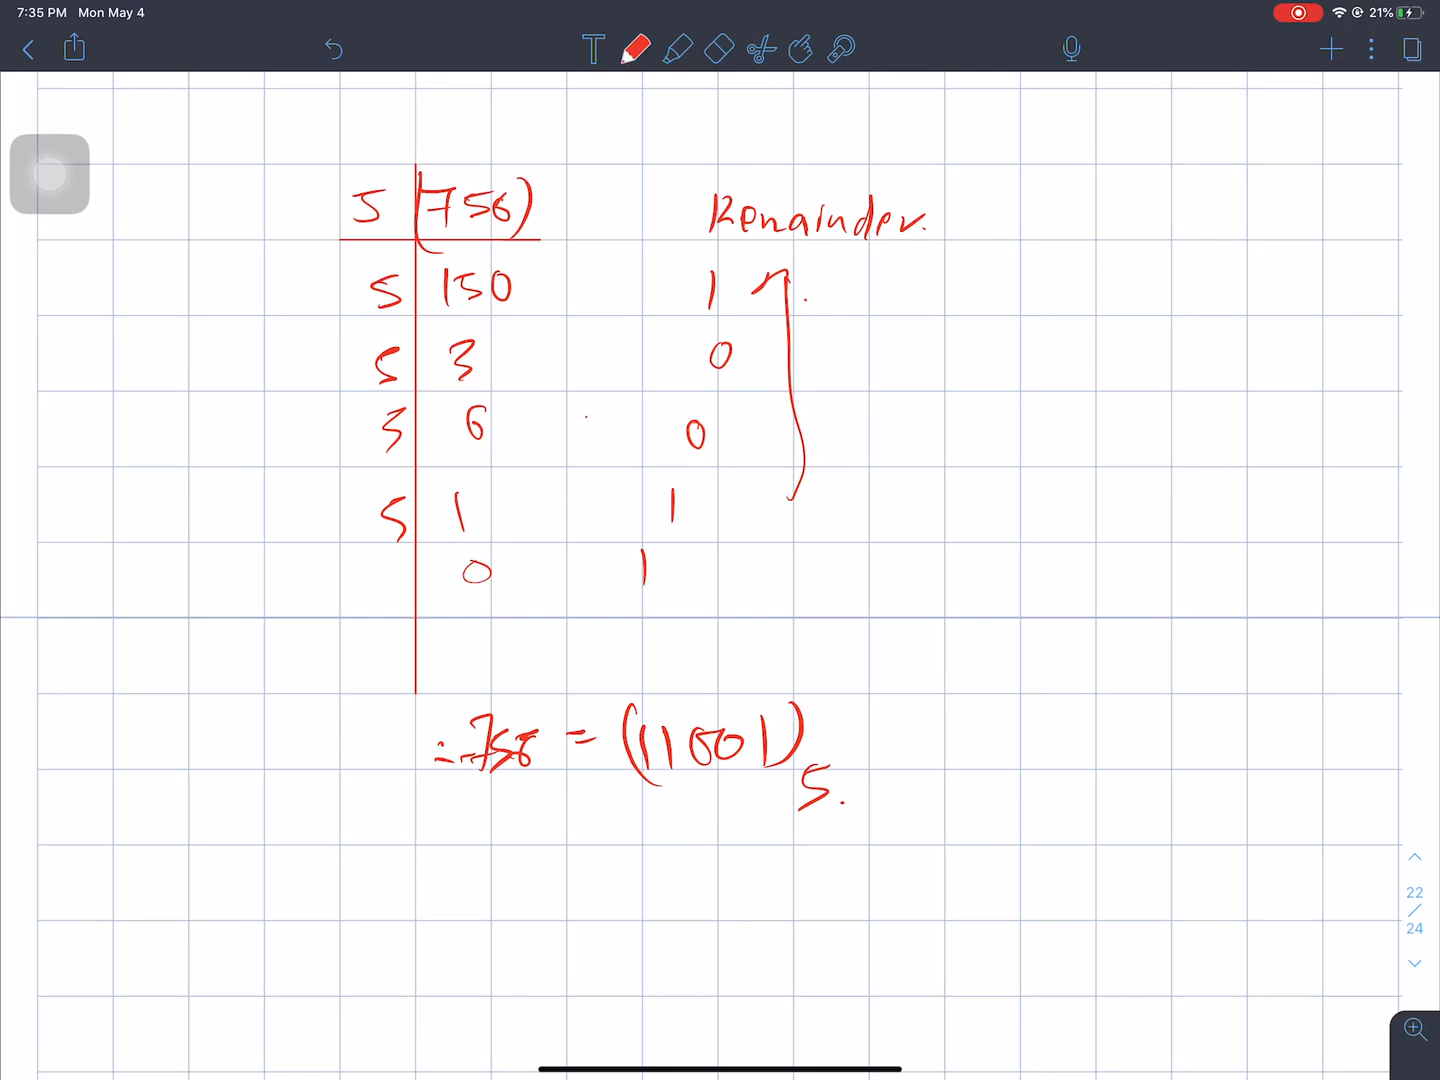 7:35 PM Mon May 4
21%
5 (756) Remainder.
5 150 1
5 3 0
3 6 0
5 1 1
0 1
∴ 756 = (11001)5.
22
/
24